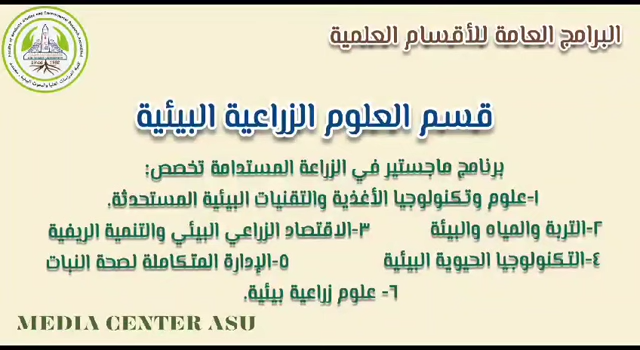 البرامج العامة للأقسام العلمية
قسم العلوم الزراعية البيئية
برنامج ماجستير في الزراعة المستدامة تخصص:
١-علوم وتكنولوجيا الأغذية والتقنيات البيئية المستحدثة.
٢-التربة والمياه والبيئة ٣-الاقتصاد الزراعي البيئي والتنمية الريفية
٤-التكنولوجيا الحيوية البيئية ٥-الإدارة المتكاملة لصحة النبات
٦- علوم زراعية بيئية.
MEDIA CENTER ASU